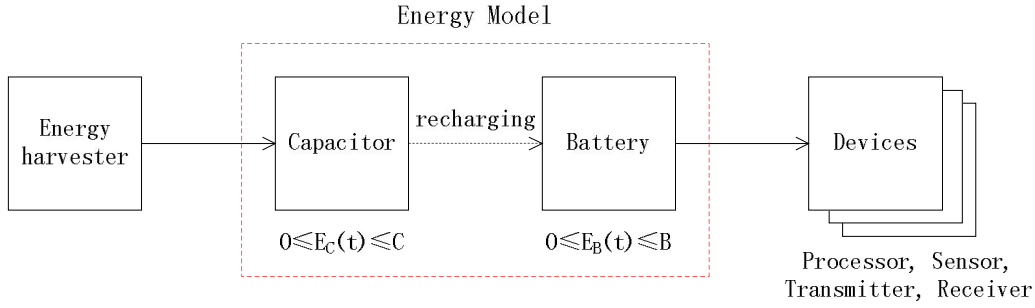 Energy Model
Energy
harvester
Capacitor
recharging
Battery
Devices
0≤E_C(t)≤C
0≤E_B(t)≤B
Processor, Sensor,
Transmitter, Receiver